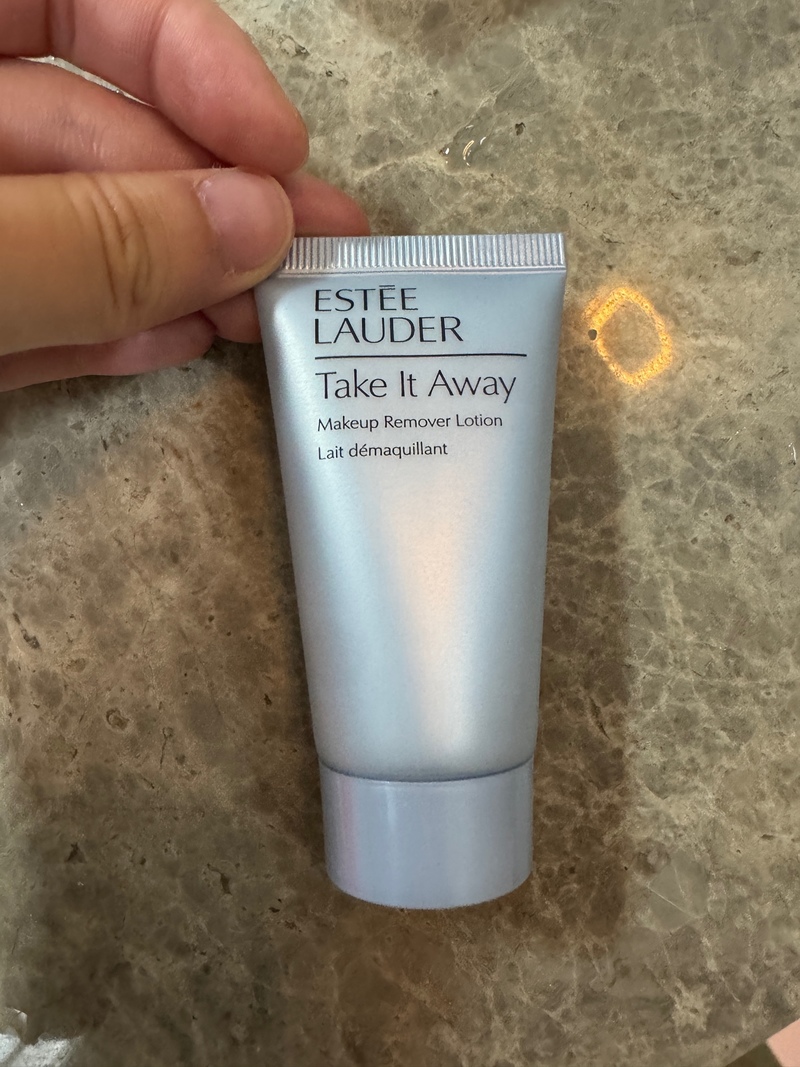 ESTĒE
LAUDER
Take It Away
Makeup Remover Lotion
Lait démaquillant